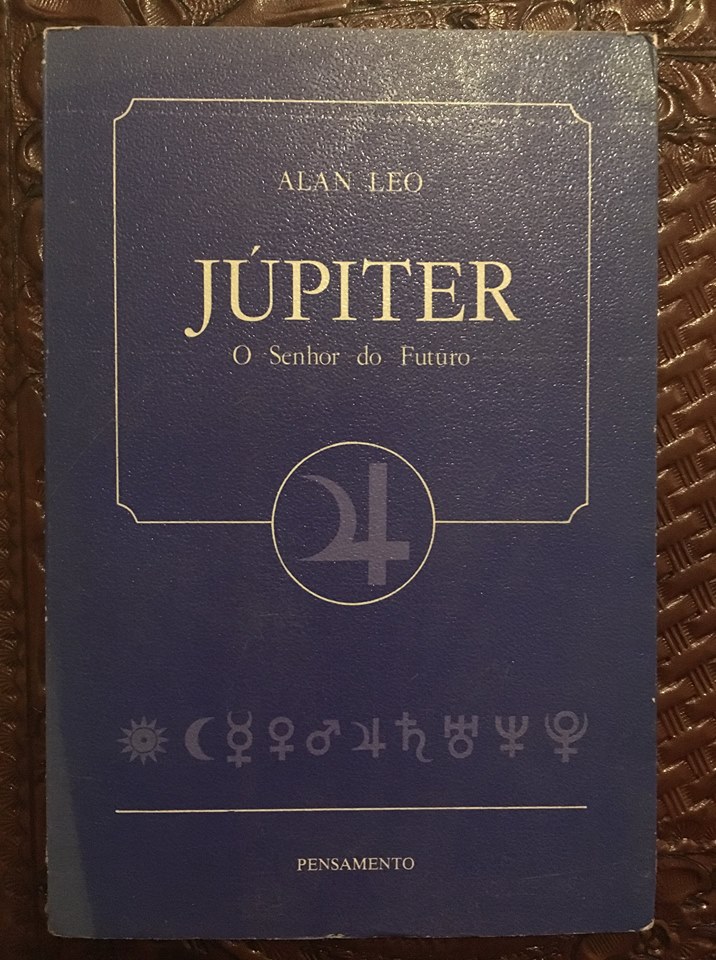 ALAN LEO
JÚPITER
O Senhor do Futuro
PENSAMENTO